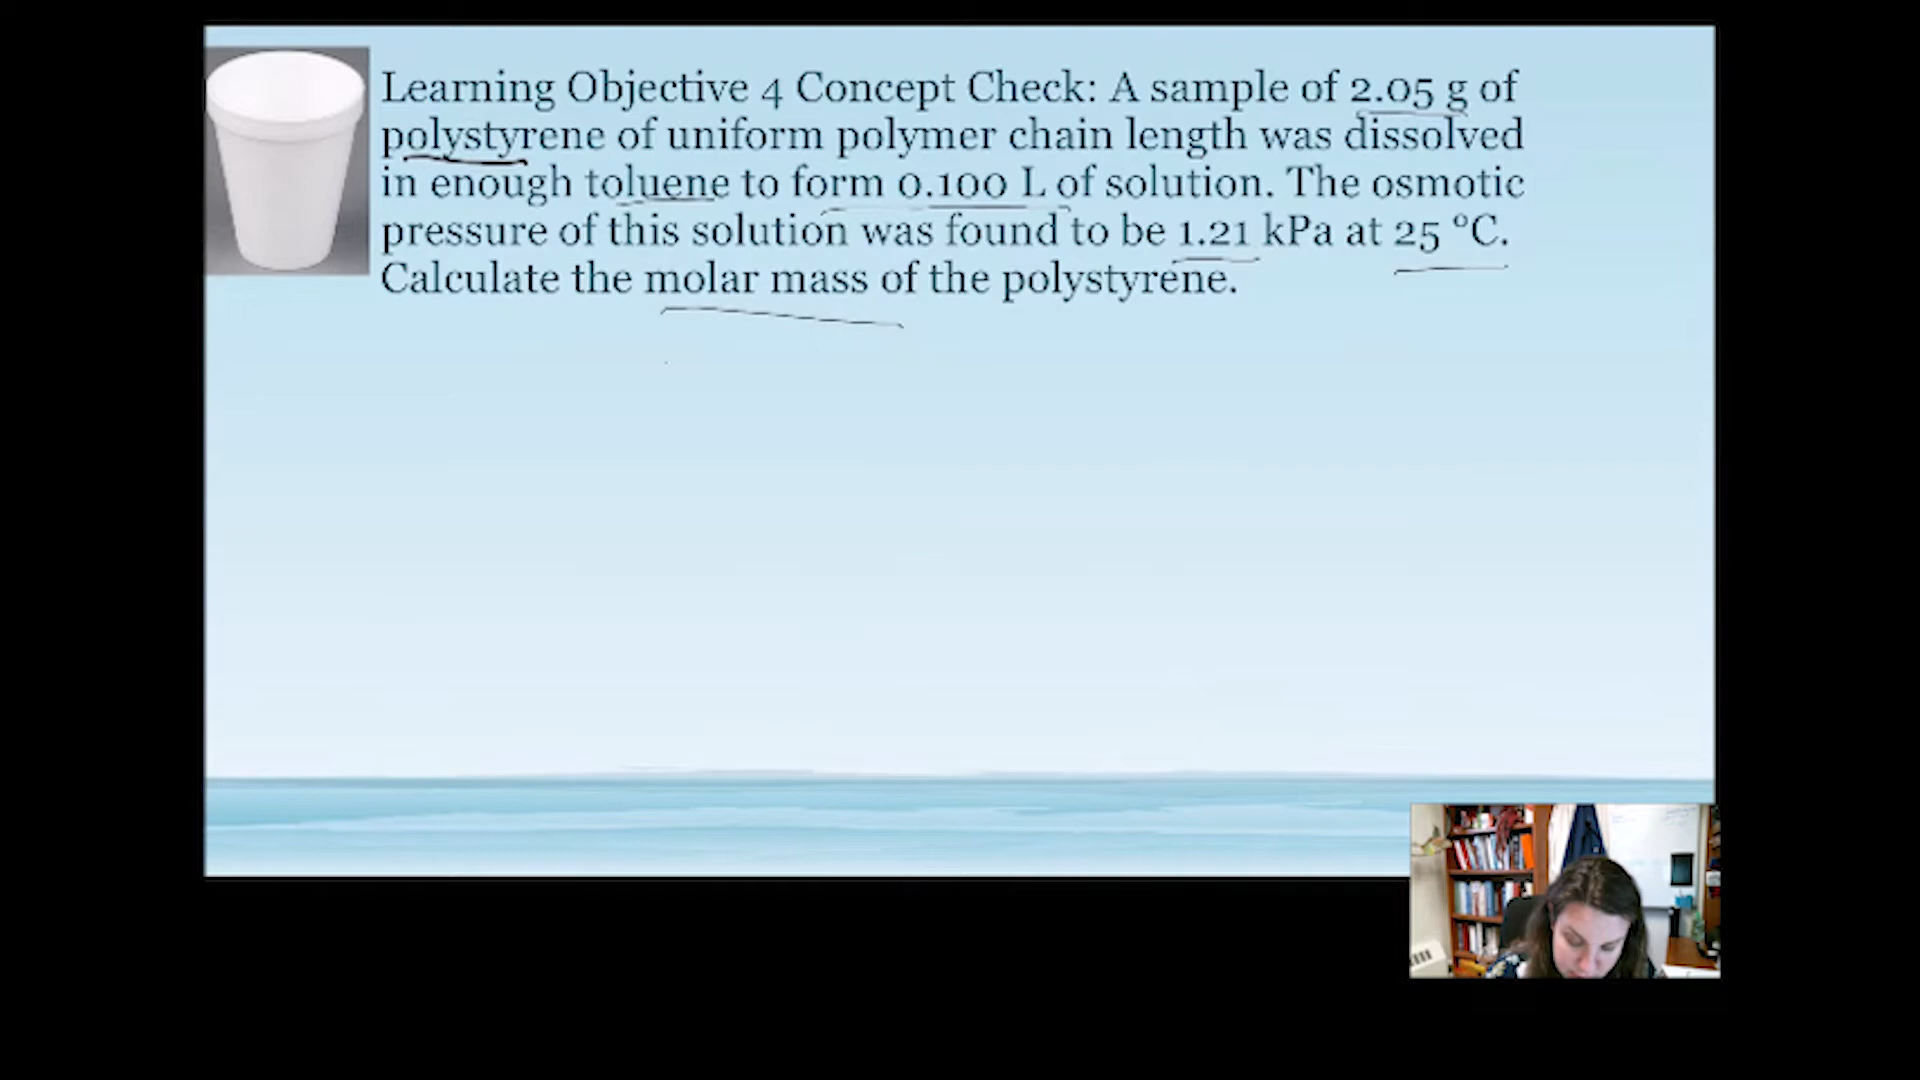 Learning Objective 4 Concept Check: A sample of 2.05 g of
polystyrene of uniform polymer chain length was dissolved
in enough toluene to form 0.100 L of solution. The osmotic
pressure of this solution was found to be 1.21 kPa at 25 °C.
Calculate the molar mass of the polystyrene.